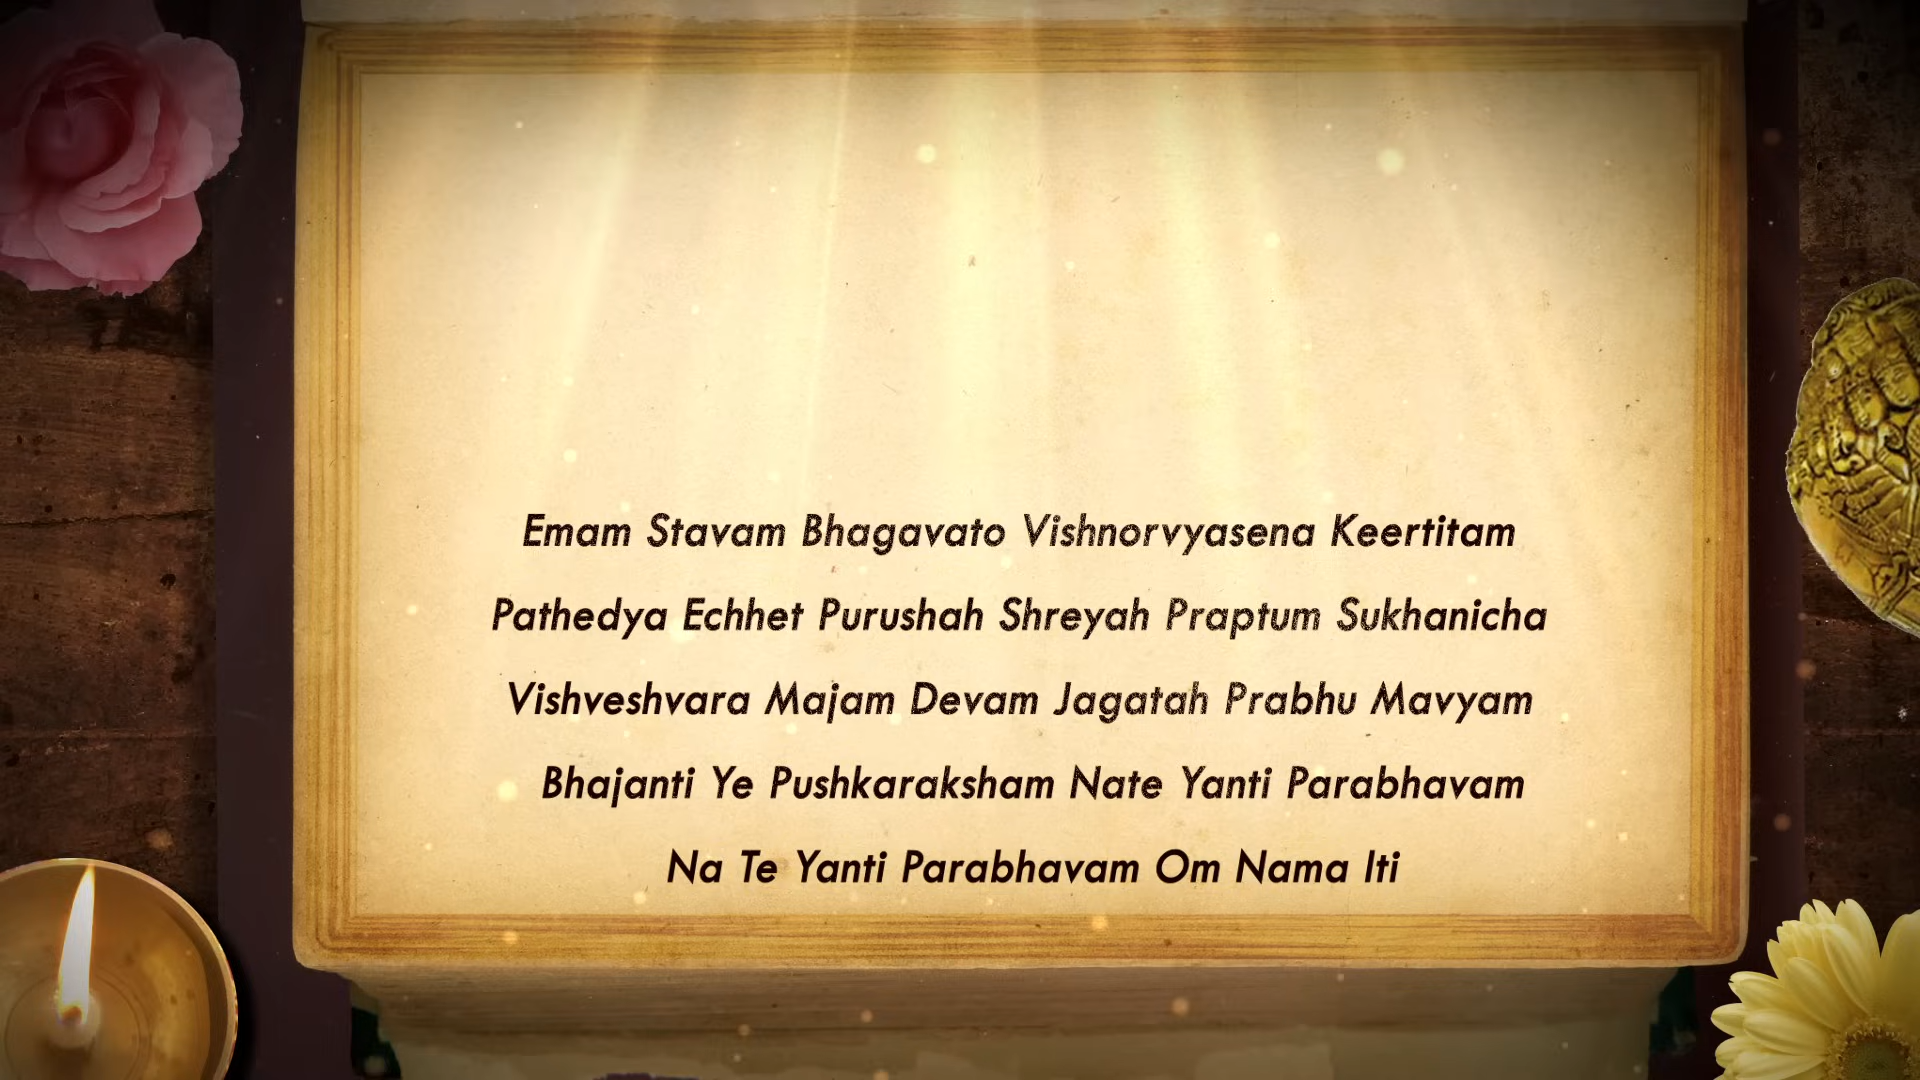 Emam Stavam Bhagavato Vishnorvyasena Keertitam
Pathedya Echhet Purushah Shreyah Praptum Sukhanicha
Vishveshvara Majam Devam Jagatah Prabhu Mavyam
Bhajanti Ye Pushkaraksham Nate Yanti Parabhavam
Na Te Yanti Parabhavam Om Nama Iti